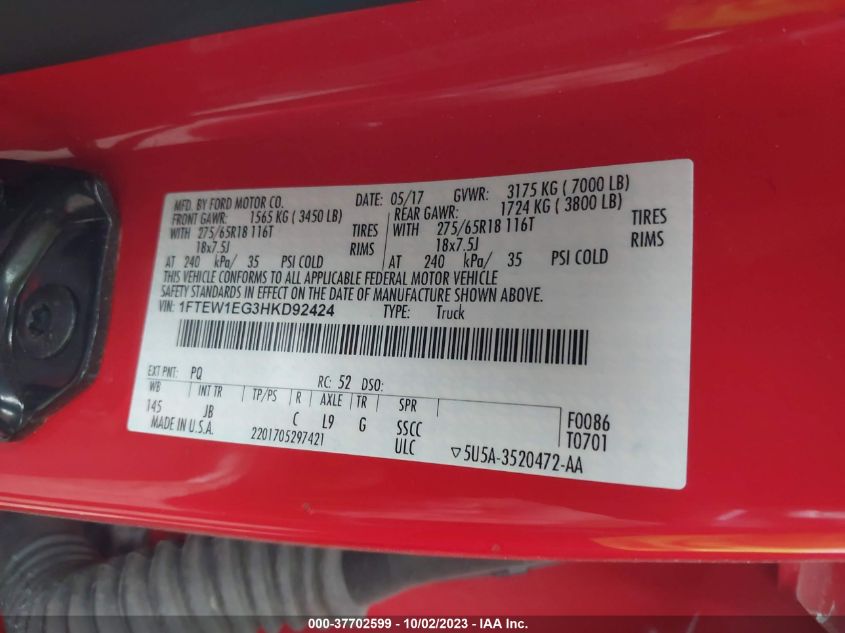 MFD. BY FORD MOTOR CO. DATE: 05/17 GVWR: 3175 KG ( 7000 LB)
FRONT GAWR: 1565 KG ( 3450 LB) REAR GAWR: 1724 KG ( 3800 LB)
WITH 275/65R18 116T TIRES WITH 275/65R18 116T TIRES
18x7.5J RIMS 18x7.5J RIMS
AT 240 kPa/ 35 PSI COLD AT 240 kPa/ 35 PSI COLD
THIS VEHICLE CONFORMS TO ALL APPLICABLE FEDERAL MOTOR VEHICLE
SAFETY STANDARDS IN EFFECT ON THE DATE OF MANUFACTURE SHOWN ABOVE.
VIN: 1FTEW1EG3HKD92424 TYPE: Truck
EXT PNT: PQ RC: 52 DSO:
WB INT TR TP/PS R AXLE TR SPR
145 JB C L9 G SSCC F0086
MADE IN U.S.A. 2201705297421 ULC T0701
▽5U5A-3520472-AA
000-37702599 - 10/02/2023 - IAA Inc.